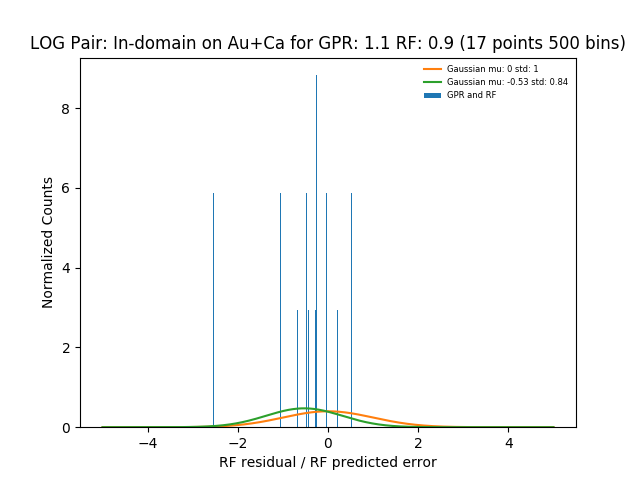 LOG Pair: In-domain on Au+Ca for GPR: 1.1 RF: 0.9 (17 points 500 bins)
Gaussian mu: 0 std: 1
Gaussian mu: -0.53 std: 0.84
GPR and RF
Normalized Counts
8
6
4
2
0
−4
−2
0
2
4
RF residual / RF predicted error